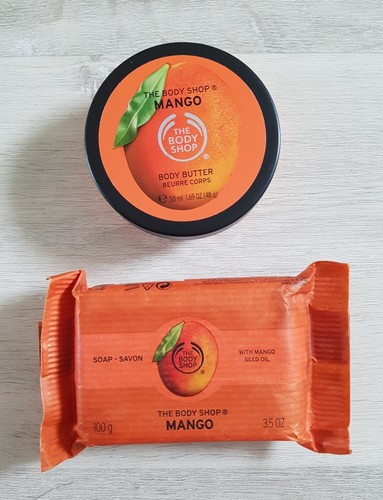 THE BODY SHOP®
MANGO
THE
BODY
SHOP®
BODY BUTTER
BEURRE CORPS
℮ 50 ml 1.69 OZ (48 g)
SOAP - SAVON
THE
BODY
SHOP
WITH MANGO
SEED OIL
THE BODY SHOP®
MANGO
100 g
3.5 OZ